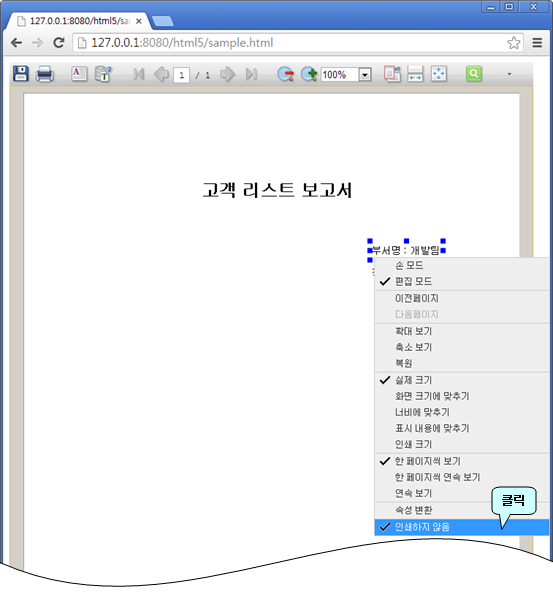 127.0.0.1:8080/html5/sar
127.0.0.1:8080/html5/sample.html
1 / 1
100%
고객 리스트 보고서
부서명 : 개발팀
손 모드
편집 모드
이전페이지
다음페이지
확대 보기
축소 보기
복원
실제 크기
화면 크기에 맞추기
너비에 맞추기
표시 내용에 맞추기
인쇄 크기
한 페이지씩 보기
한 페이지씩 연속 보기
연속 보기
클릭
속성 변환
인쇄하지 않음